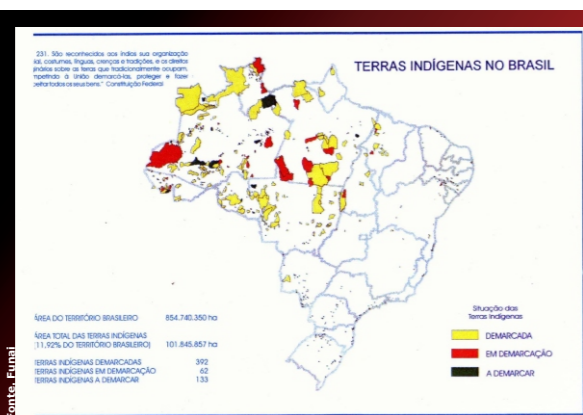 231. São reconhecidos aos índios sua organização
ial, costumes, línguas, crenças e tradições, e os direitos
ginários sobre as terras que tradicionalmente ocupam,
mpetindo à União demarcá-las, proteger e fazer
peitar todos os seus bens." Constituição Federal
TERRAS INDÍGENAS NO BRASIL
ÁREA DO TERRITÓRIO BRASILEIRO 854.740.350 ha
ÁREA TOTAL DAS TERRAS INDÍGENAS
(11,92% DO TERRITÓRIO BRASILEIRO) 101.845.857 ha
TERRAS INDÍGENAS DEMARCADAS 392
TERRAS INDÍGENAS EM DEMARCAÇÃO 62
TERRAS INDÍGENAS A DEMARCAR 133
Situação das
Terras Indígenas
DEMARCADA
EM DEMARCAÇÃO
A DEMARCAR
Fonte. Funai